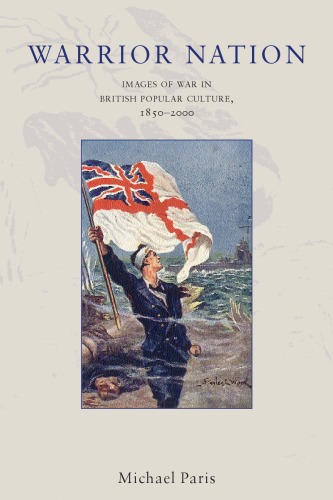 WARRIOR NATION
IMAGES OF WAR IN
BRITISH POPULAR CULTURE,
1850–2000
Michael Paris